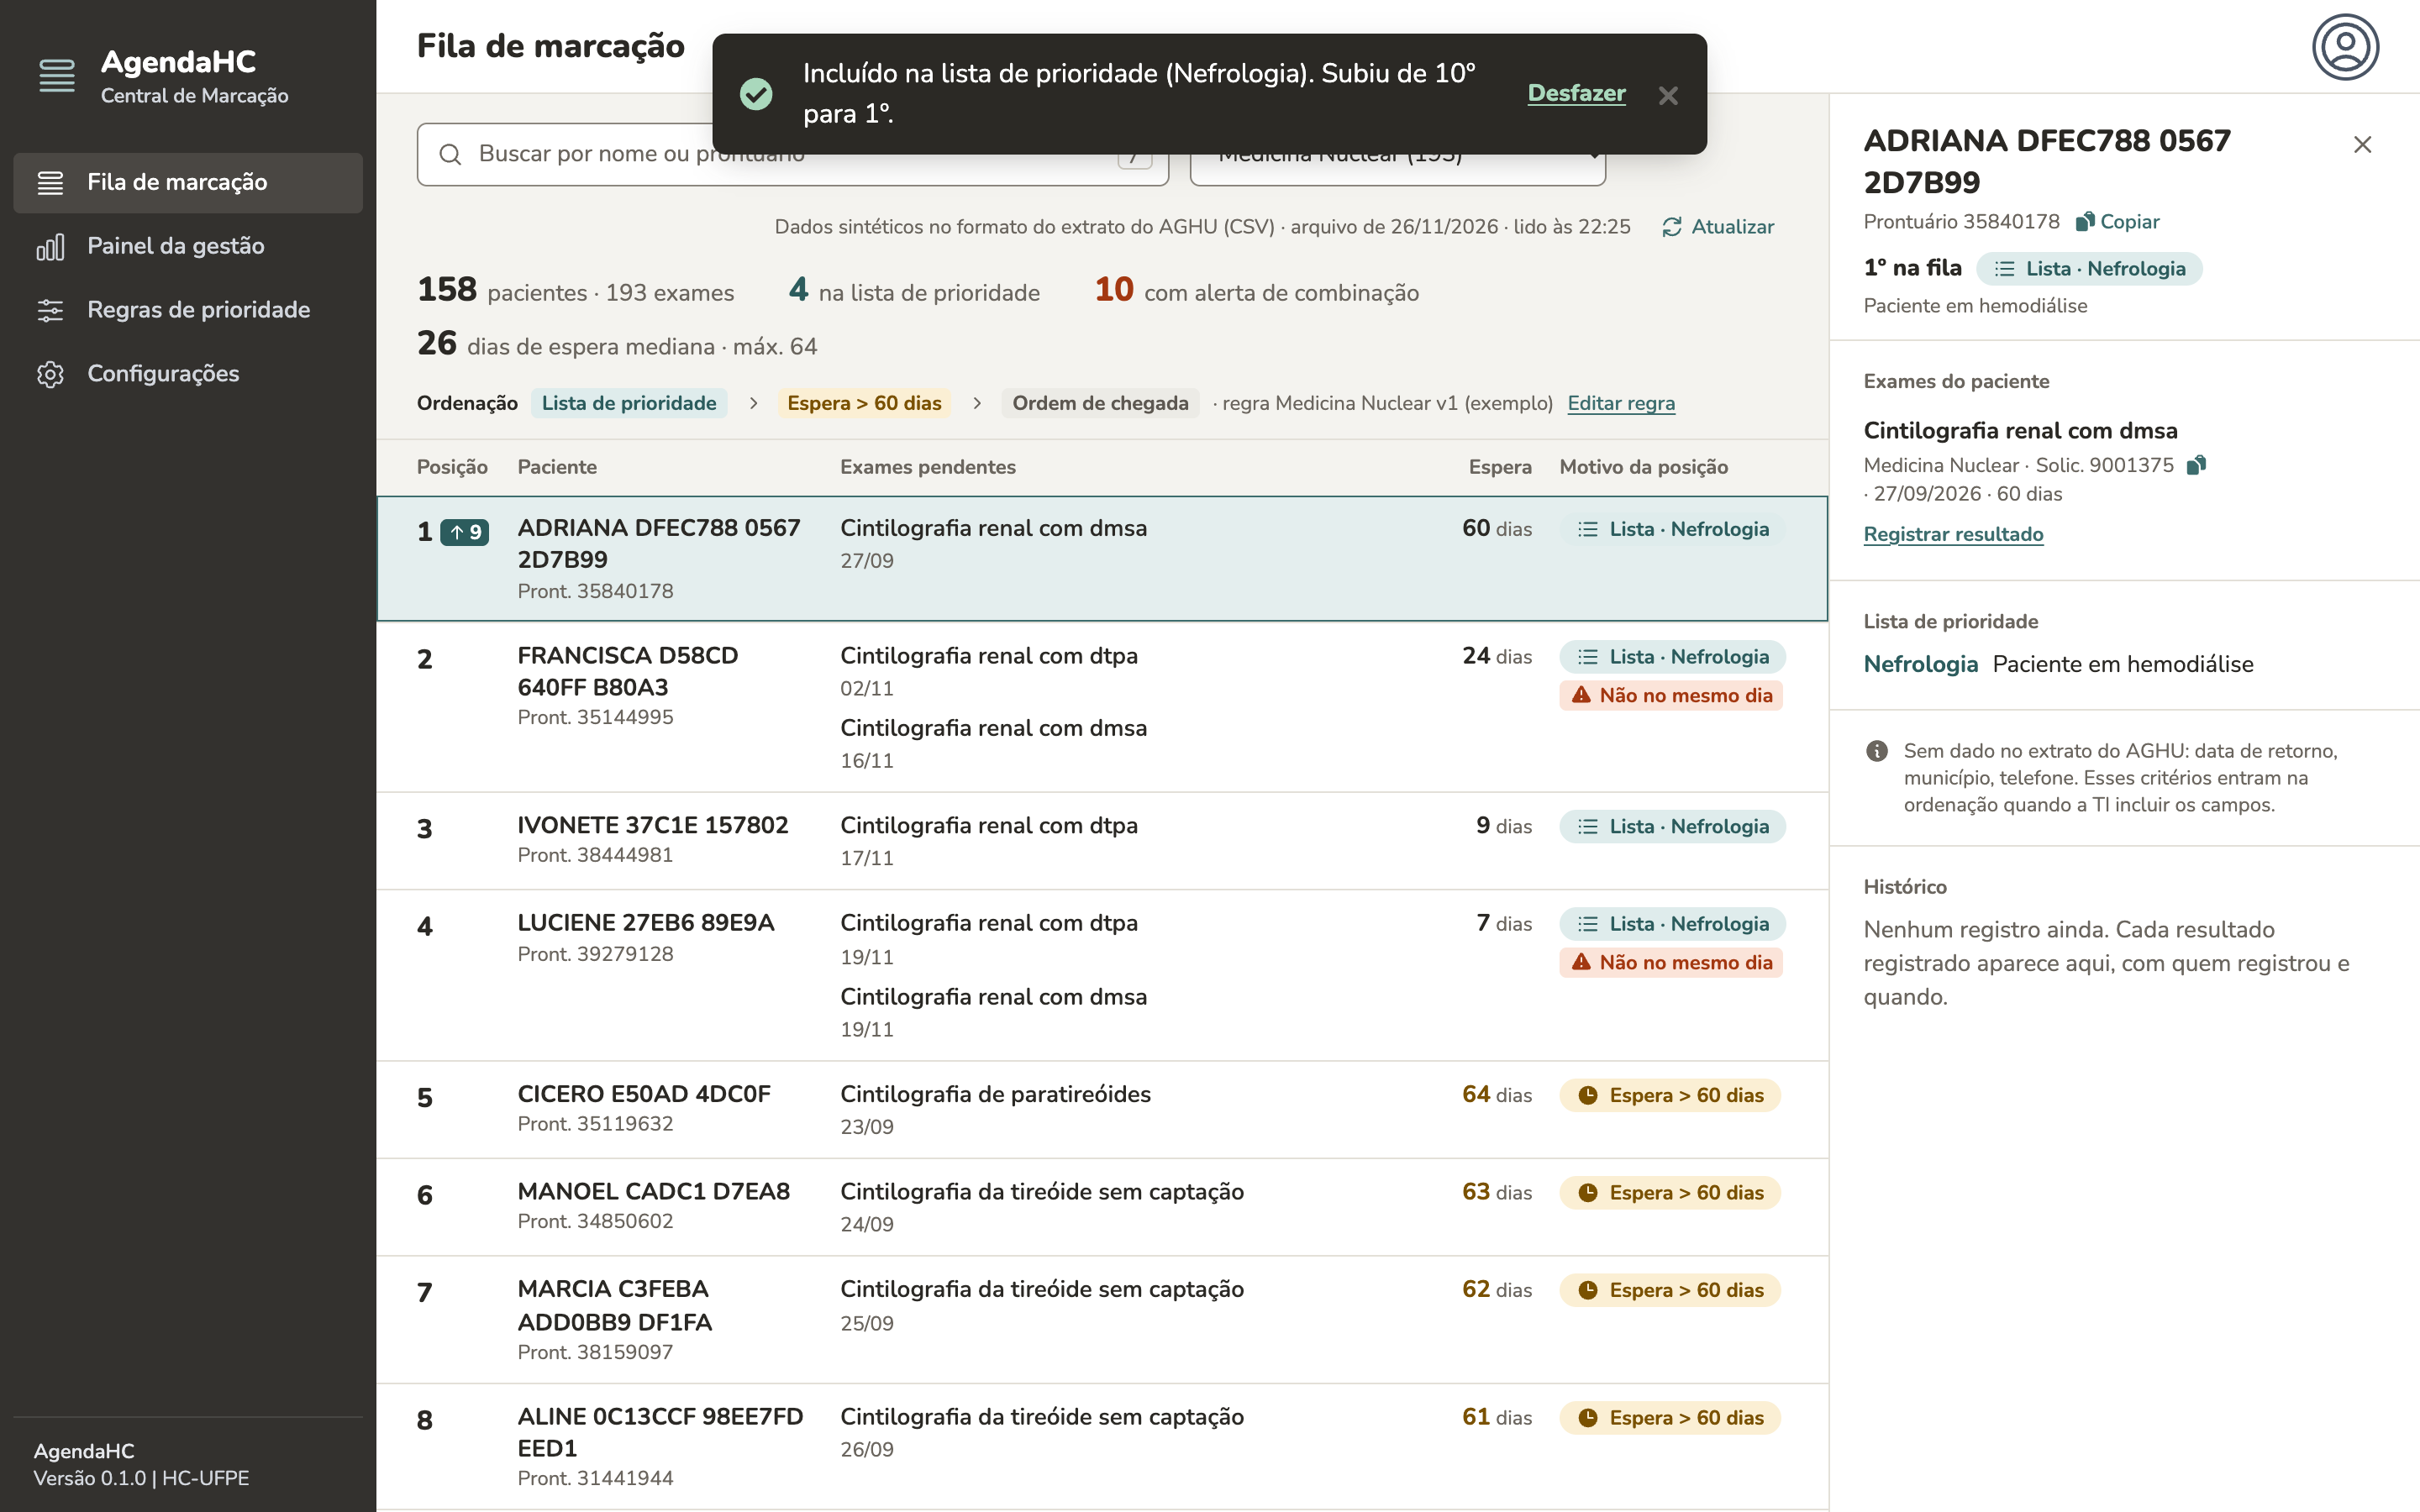 AgendaHC
Central de Marcação
Fila de marcação
Painel da gestão
Regras de prioridade
Configurações
AgendaHC
Versão 0.1.0 | HC-UFPE
Fila de marcação
Incluído na lista de prioridade (Nefrologia). Subiu de 10º
para 1º.
Desfazer
Buscar por nome ou prontuário
/
Medicina Nuclear (193)
Dados sintéticos no formato do extrato do AGHU (CSV) · arquivo de 26/11/2026 · lido às 22:25
Atualizar
158 pacientes · 193 exames
4 na lista de prioridade
10 com alerta de combinação
26 dias de espera mediana · máx. 64
Ordenação Lista de prioridade > Espera > 60 dias > Ordem de chegada · regra Medicina Nuclear v1 (exemplo) Editar regra
Posição Paciente Exames pendentes Espera Motivo da posição
1 ↑ 9
ADRIANA DFEC788 0567
2D7B99
Pront. 35840178
Cintilografia renal com dmsa
27/09
60 dias
Lista · Nefrologia
2
FRANCISCA D58CD
640FF B80A3
Pront. 35144995
Cintilografia renal com dtpa
02/11
Cintilografia renal com dmsa
16/11
24 dias
Lista · Nefrologia
Não no mesmo dia
3
IVONETE 37C1E 157802
Pront. 38444981
Cintilografia renal com dtpa
17/11
9 dias
Lista · Nefrologia
4
LUCIENE 27EB6 89E9A
Pront. 39279128
Cintilografia renal com dtpa
19/11
Cintilografia renal com dmsa
19/11
7 dias
Lista · Nefrologia
Não no mesmo dia
5
CICERO E50AD 4DC0F
Pront. 35119632
Cintilografia de paratireóides
23/09
64 dias
Espera > 60 dias
6
MANOEL CADC1 D7EA8
Pront. 34850602
Cintilografia da tireóide sem captação
24/09
63 dias
Espera > 60 dias
7
MARCIA C3FEBA
ADD0BB9 DF1FA
Pront. 38159097
Cintilografia da tireóide sem captação
25/09
62 dias
Espera > 60 dias
8
ALINE 0C13CCF 98EE7FD
EED1
Pront. 31441944
Cintilografia da tireóide sem captação
26/09
61 dias
Espera > 60 dias
ADRIANA DFEC788 0567
2D7B99
Prontuário 35840178 Copiar
1º na fila Lista · Nefrologia
Paciente em hemodiálise
Exames do paciente
Cintilografia renal com dmsa
Medicina Nuclear · Solic. 9001375
· 27/09/2026 · 60 dias
Registrar resultado
Lista de prioridade
Nefrologia Paciente em hemodiálise
Sem dado no extrato do AGHU: data de retorno,
município, telefone. Esses critérios entram na
ordenação quando a TI incluir os campos.
Histórico
Nenhum registro ainda. Cada resultado
registrado aparece aqui, com quem registrou e
quando.